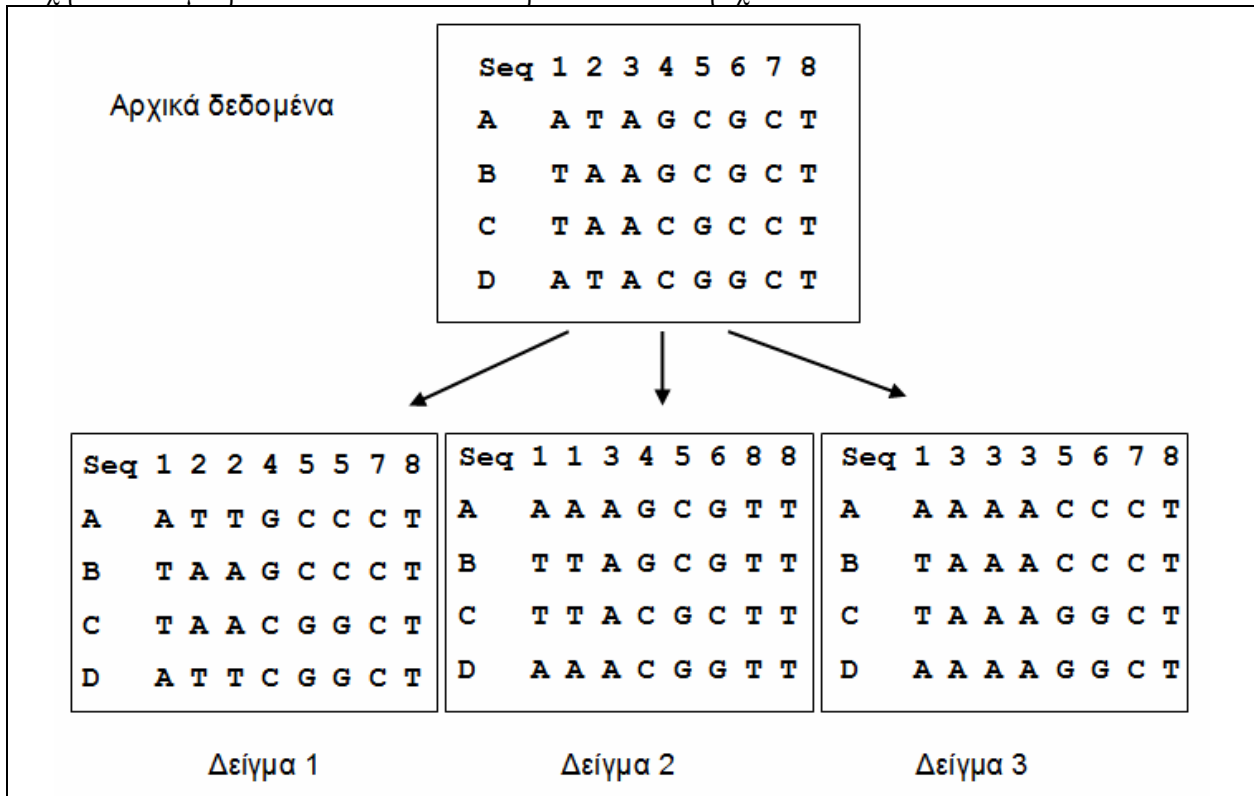 Seq 1 2 3 4 5 6 7 8
Αρχικά δεδομένα
A A T A G C G C T
B T A A G C G C T
C T A A C G C C T
D A T A C G G C T
Seq 1 2 2 4 5 5 7 8
A A T T G C C C T
B T A A G C C C T
C T A A C G G C T
D A T T C G G C T
Seq 1 1 3 4 5 6 8 8
A A A A G C G T T
B T T A G C G T T
C T T A C G C T T
D A A A C G G T T
Seq 1 3 3 3 5 6 7 8
A A A A A C C C T
B T A A A C C C T
C T A A A G G C T
D A A A A G G C T
Δείγμα 1
Δείγμα 2
Δείγμα 3